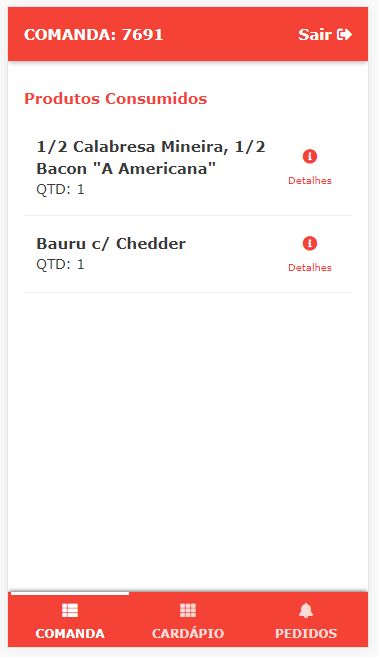 COMANDA: 7691
Sair
Produtos Consumidos
1/2 Calabresa Mineira, 1/2
Bacon "A Americana"
QTD: 1
Detalhes
Bauru c/ Chedder
QTD: 1
Detalhes
COMANDA
CARDÁPIO
PEDIDOS